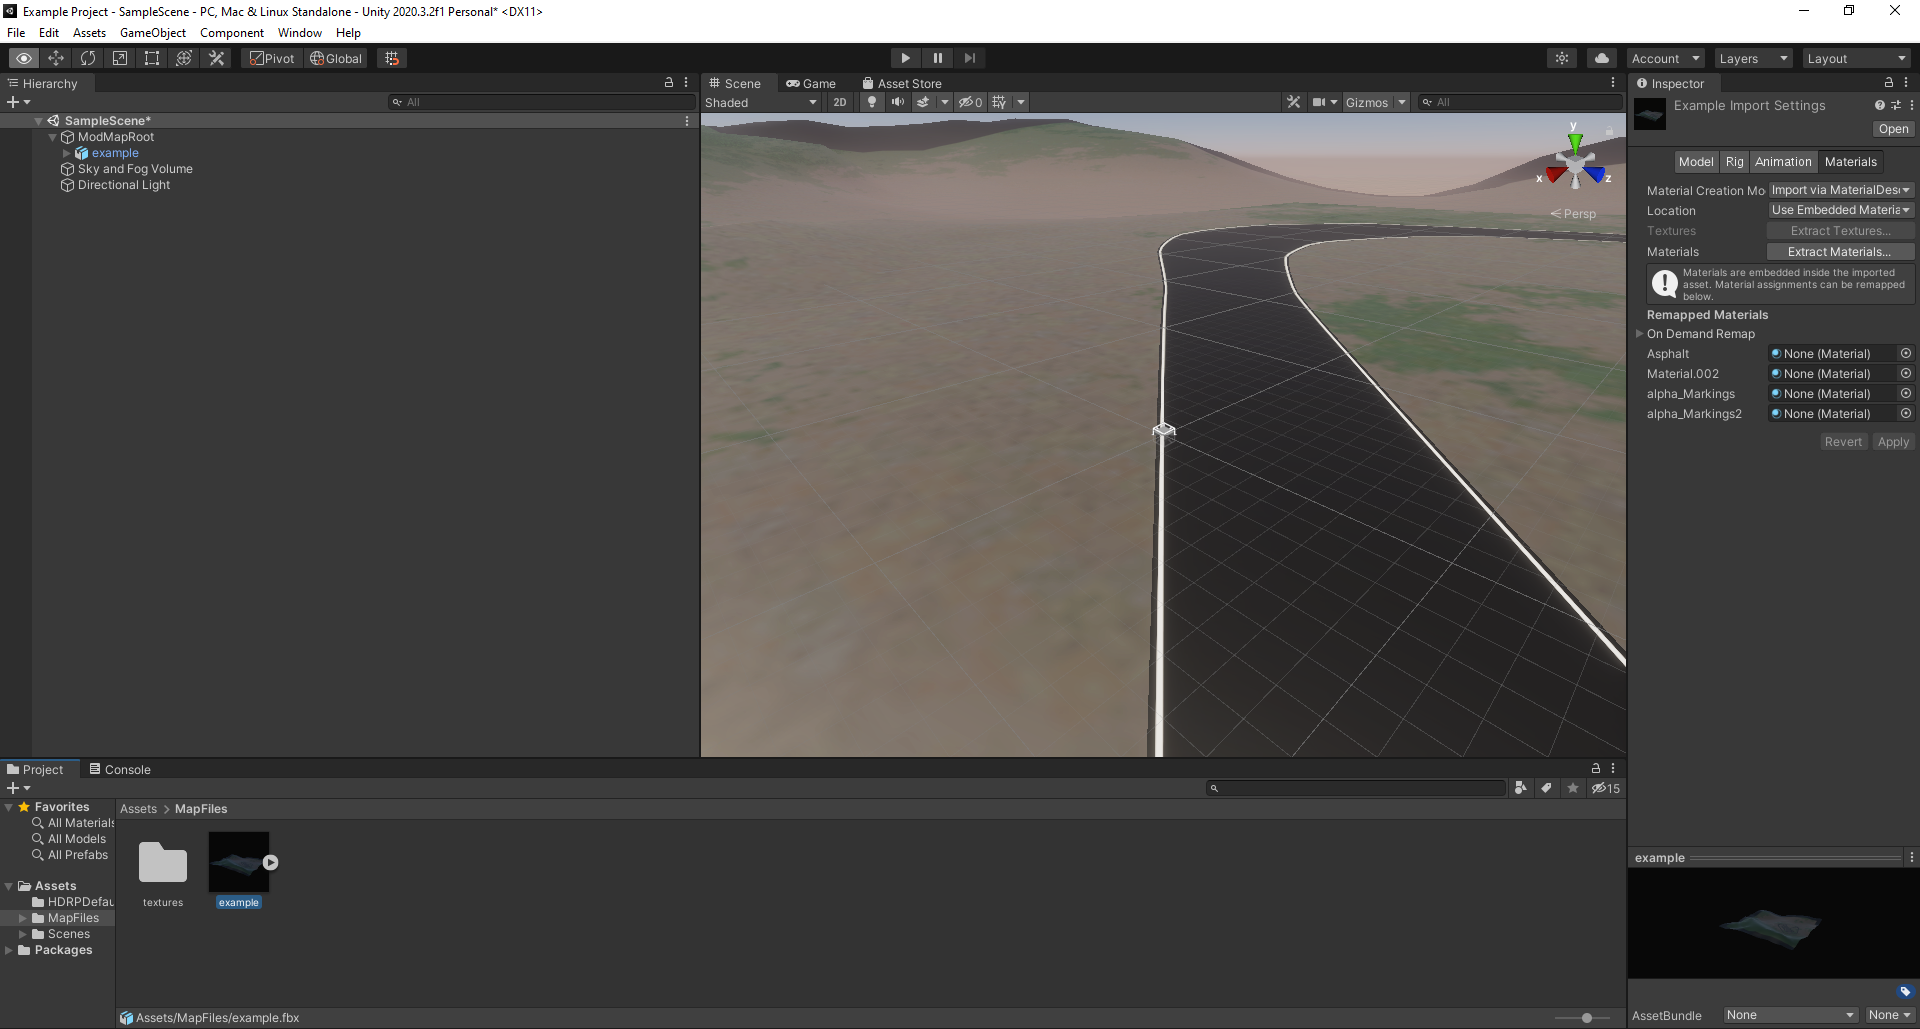 Example Project - SampleScene - PC, Mac & Linux Standalone - Unity 2020.3.2f1 Personal* <DX11>
File Edit Assets GameObject Component Window Help
Pivot Global Account Layers Layout
Hierarchy
All
SampleScene*
ModMapRoot
example
Sky and Fog Volume
Directional Light
Scene Game Asset Store
Shaded 2D 0 Gizmos All
y
x z
Persp
Inspector
Example Import Settings
Open
Model Rig Animation Materials
Material Creation Mo Import via MaterialDes
Location Use Embedded Materia
Textures Extract Textures...
Materials Extract Materials...
Materials are embedded inside the imported
asset. Material assignments can be remapped
below.
Remapped Materials
On Demand Remap
Asphalt None (Material)
Material.002 None (Material)
alpha_Markings None (Material)
alpha_Markings2 None (Material)
Revert Apply
Project Console
15
Favorites
All Materials
All Models
All Prefabs
Assets
HDRPDefau
MapFiles
Scenes
Packages
Assets > MapFiles
textures example
Assets/MapFiles/example.fbx
example
AssetBundle None None